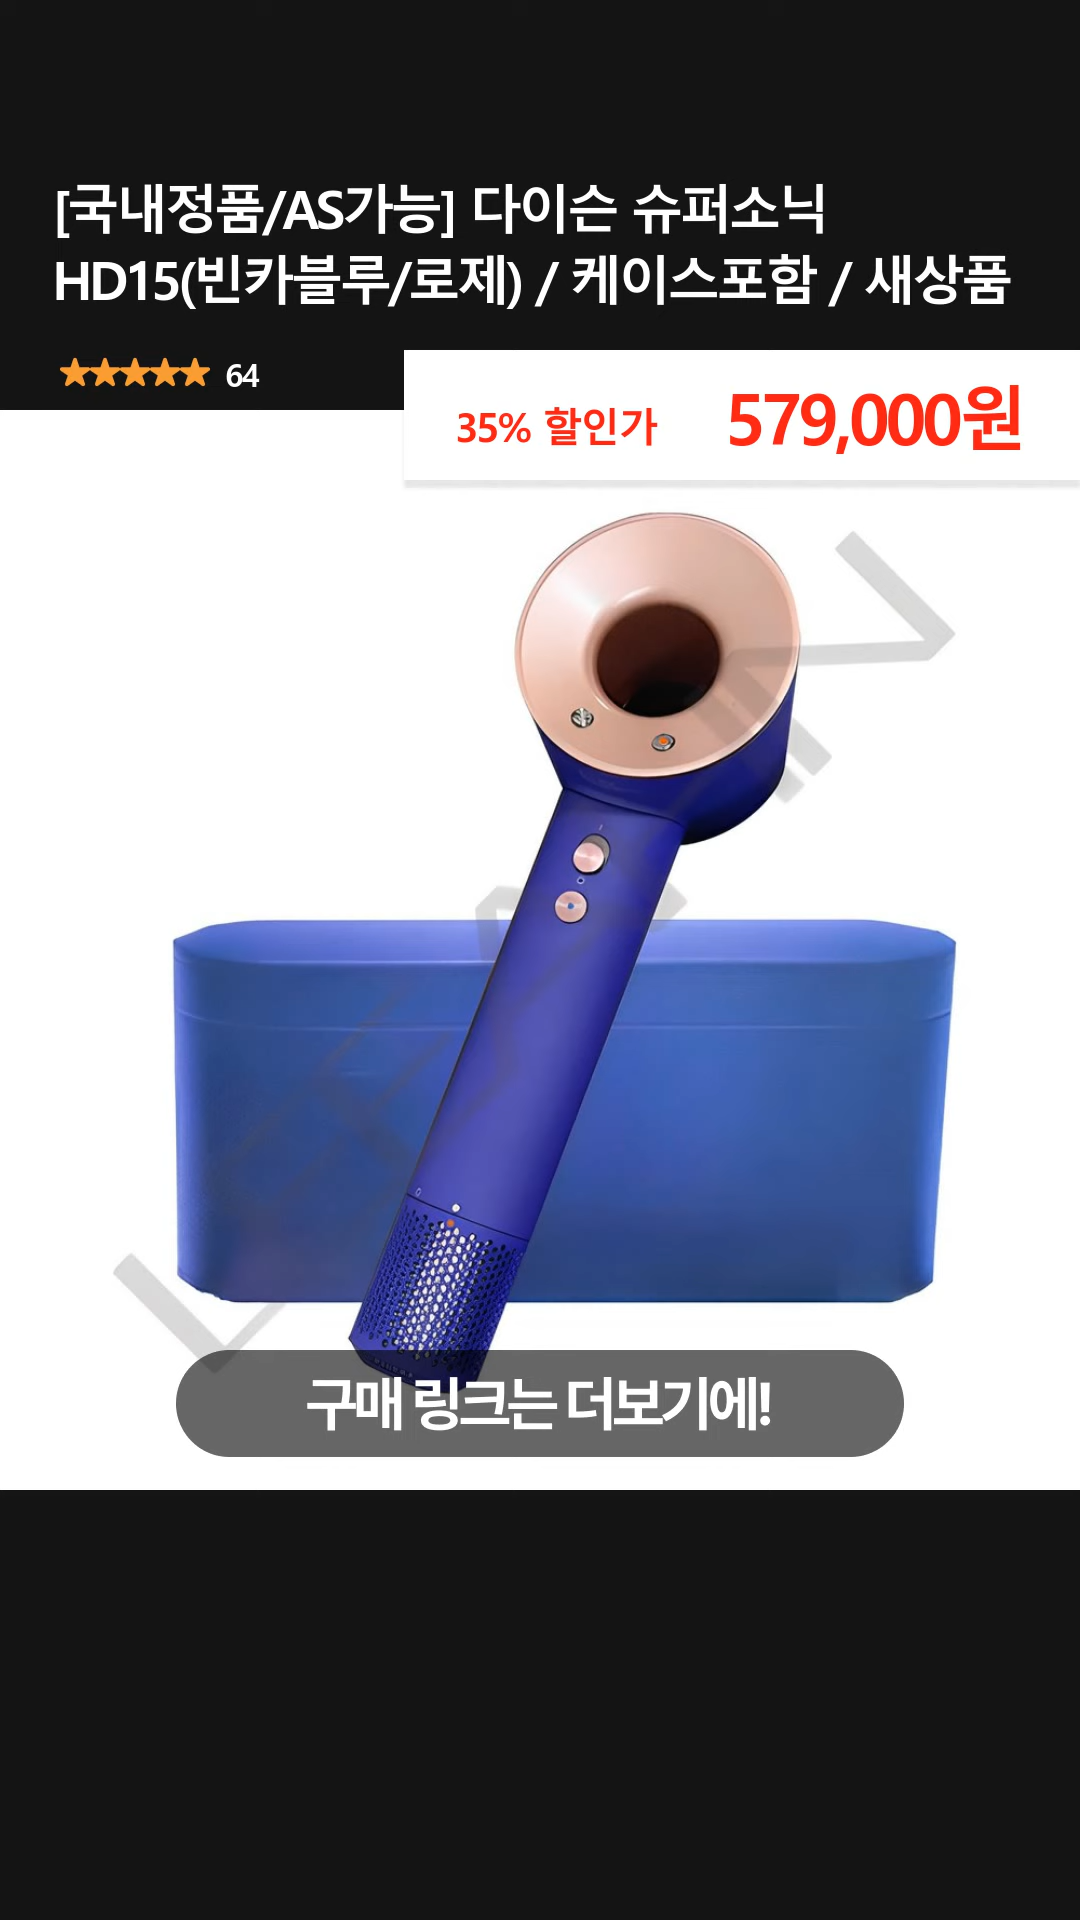 [국내정품/AS가능] 다이슨 슈퍼소닉
HD15(빈카블루/로제) / 케이스포함 / 새상품
64
35% 할인가 579,000원
구매 링크는 더보기에!